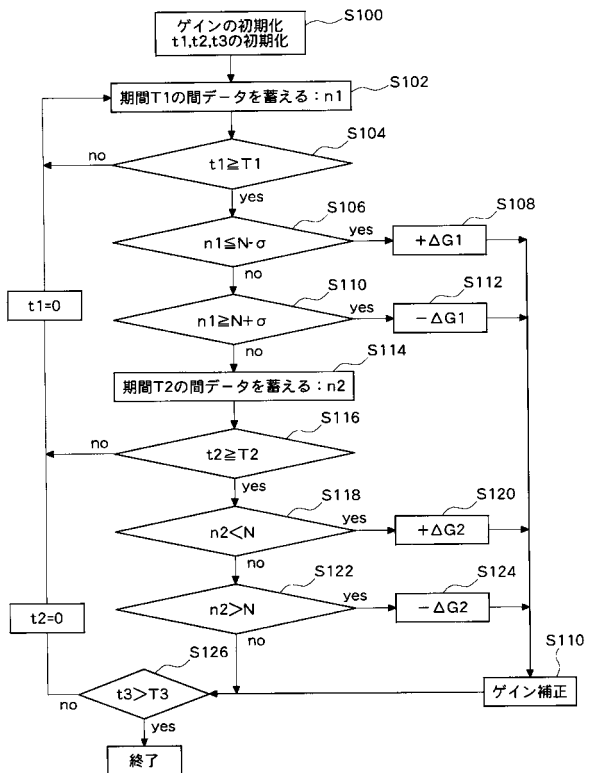 ゲインの初期化
t1,t2,t3の初期化
S100
期間T1の間データを蓄える：n1
S102
t1≧T1
S104
no
yes
n1≦N-σ
S106
yes
no
+ΔG1
S108
n1≧N+σ
S110
yes
no
－ΔG1
S112
t1=0
期間T2の間データを蓄える：n2
S114
t2≧T2
S116
no
yes
n2<N
S118
yes
no
+ΔG2
S120
n2>N
S122
yes
no
－ΔG2
S124
t2=0
t3>T3
S126
no
yes
ゲイン補正
S110
終了